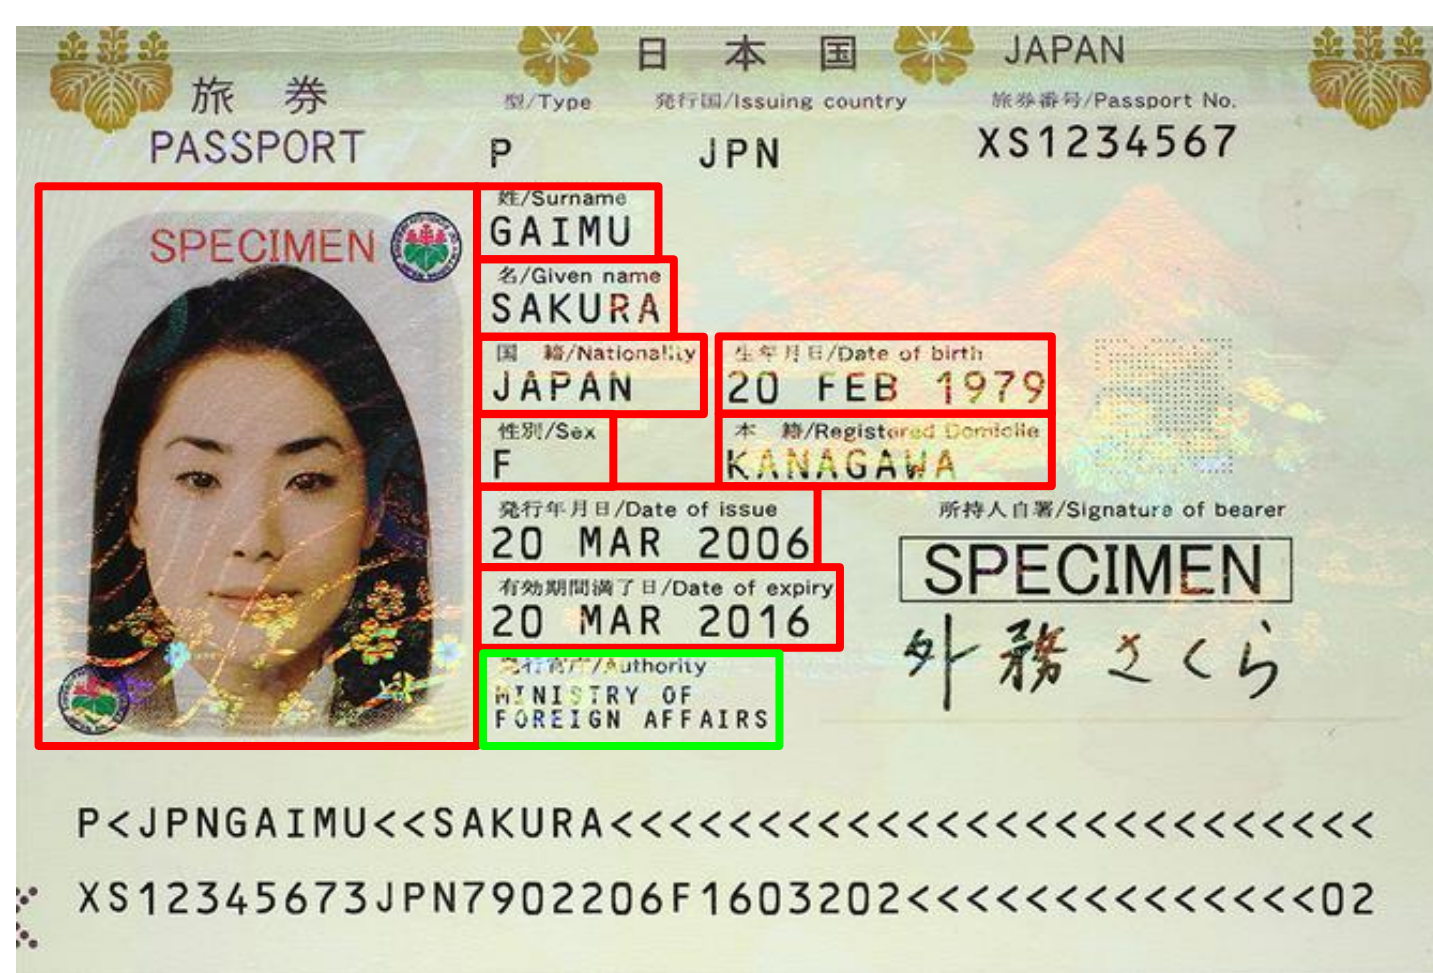 日本国 JAPAN
旅券
PASSPORT
型/Type 発行国/Issuing country 旅券番号/Passport No.
P JPN XS1234567
姓/Surname
GAIMU
名/Given name
SAKURA
国 籍/Nationality 生年月日/Date of birth
JAPAN 20 FEB 1979
性別/Sex 本 籍/Registered Domicile
F KANAGAWA
発行年月日/Date of issue 所持人自署/Signature of bearer
20 MAR 2006
SPECIMEN
有効期間満了日/Date of expiry
20 MAR 2016
外務さくら
発行官庁/Authority
MINISTRY OF
FOREIGN AFFAIRS
SPECIMEN
P<JPNGAIMU<<SAKURA<<<<<<<<<<<<<<<<<<<<<<<<<<
XS12345673JPN7902206F1603202<<<<<<<<<<<<<<02